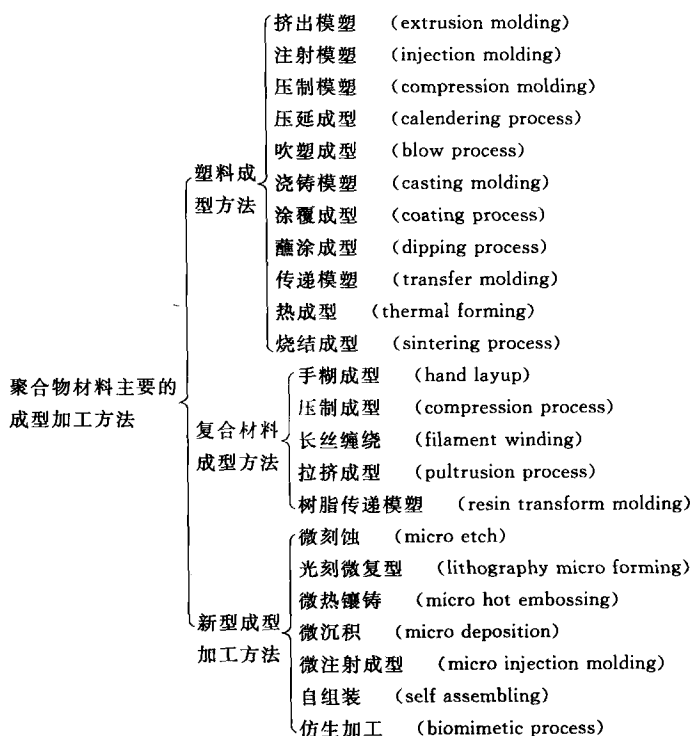 挤出模塑 (extrusion molding)
注射模塑 (injection molding)
压制模塑 (compression molding)
压延成型 (calendering process)
吹塑成型 (blow process)
塑料成
型方法
浇铸模塑 (casting molding)
涂覆成型 (coating process)
蘸涂成型 (dipping process)
传递模塑 (transfer molding)
热成型 (thermal forming)
烧结成型 (sintering process)
聚合物材料主要的
成型加工方法
手糊成型 (hand layup)
压制成型 (compression process)
复合材料
成型方法
长丝缠绕 (filament winding)
拉挤成型 (pultrusion process)
树脂传递模塑 (resin transform molding)
微刻蚀 (micro etch)
光刻微复型 (lithography micro forming)
微热镶铸 (micro hot embossing)
新型成型
加工方法
微沉积 (micro deposition)
微注射成型 (micro injection molding)
自组装 (self assembling)
仿生加工 (biomimetic process)